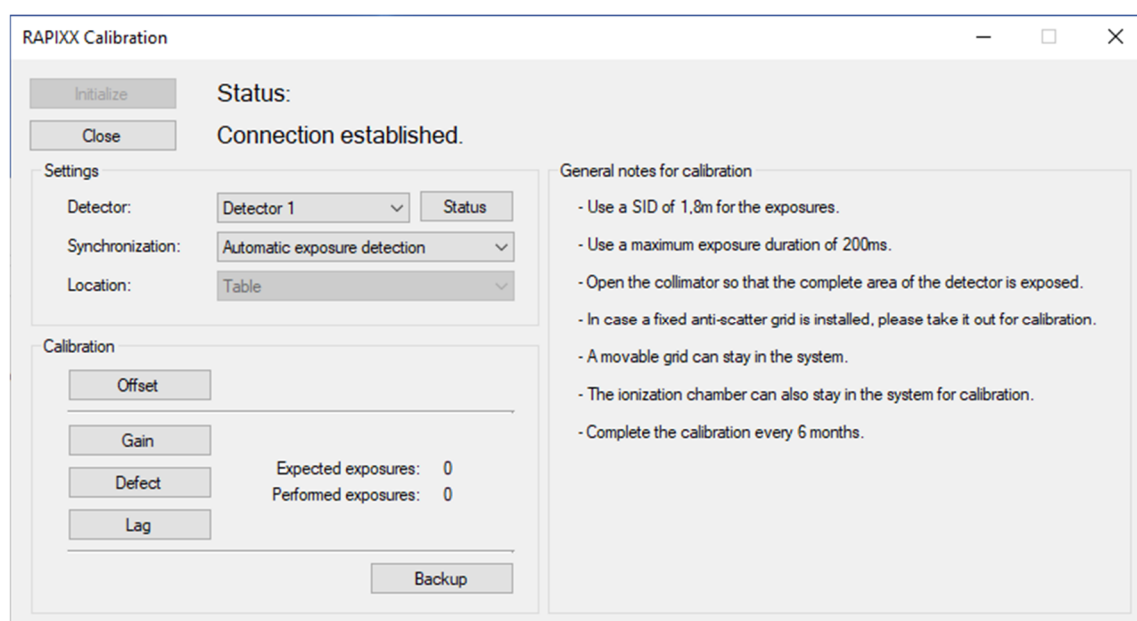 RAPIXX Calibration
Initialize
Status:
Close
Connection established.
Settings
Detector:
Detector 1
Status
Synchronization:
Automatic exposure detection
Location:
Table
Calibration
Offset
Gain
Defect
Lag
Expected exposures: 0
Performed exposures: 0
Backup
General notes for calibration
- Use a SID of 1,8m for the exposures.
- Use a maximum exposure duration of 200ms.
- Open the collimator so that the complete area of the detector is exposed.
- In case a fixed anti-scatter grid is installed, please take it out for calibration.
- A movable grid can stay in the system.
- The ionization chamber can also stay in the system for calibration.
- Complete the calibration every 6 months.